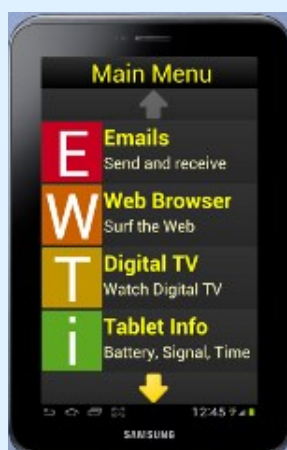 Main Menu
E
Emails
Send and receive
W
Web Browser
Surf the Web
T
Digital TV
Watch Digital TV
i
Tablet Info
Battery, Signal, Time
12:45
SAMSUNG